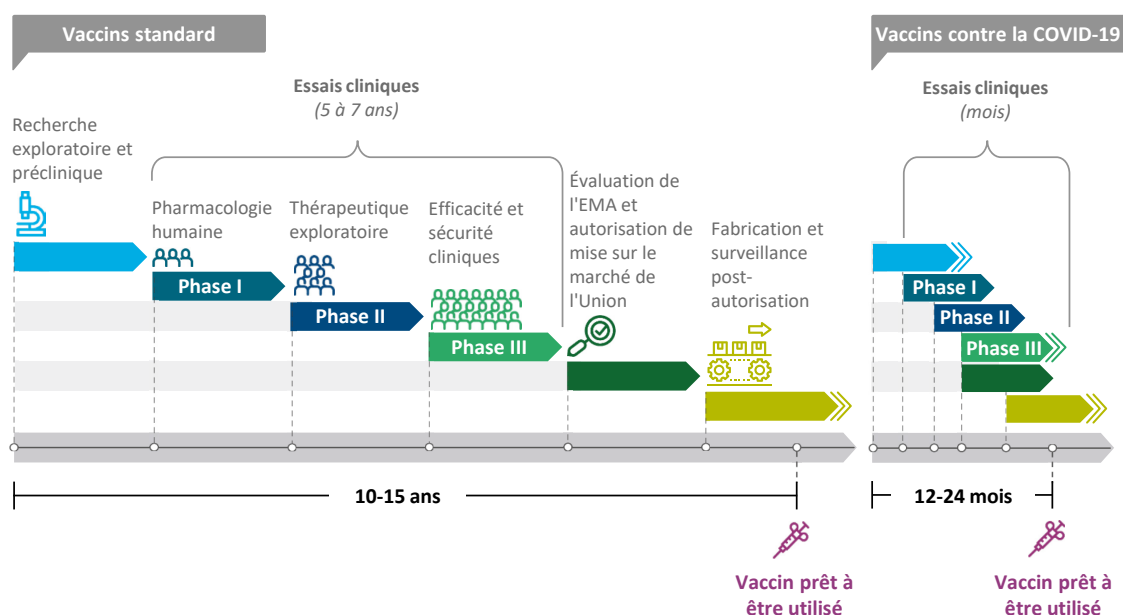 Vaccins standard
Essais cliniques
(5 à 7 ans)
Recherche
exploratoire et
préclinique
Pharmacologie
humaine
Thérapeutique
exploratoire
Efficacité et
sécurité
cliniques
Évaluation de
l'EMA et
autorisation de
mise sur le
marché de
l'Union
Fabrication et
surveillance
post-
autorisation
Phase I
Phase II
Phase III
10-15 ans
Vaccin prêt à
être utilisé
Vaccins contre la COVID-19
Essais cliniques
(mois)
Phase I
Phase II
Phase III
12-24 mois
Vaccin prêt à
être utilisé